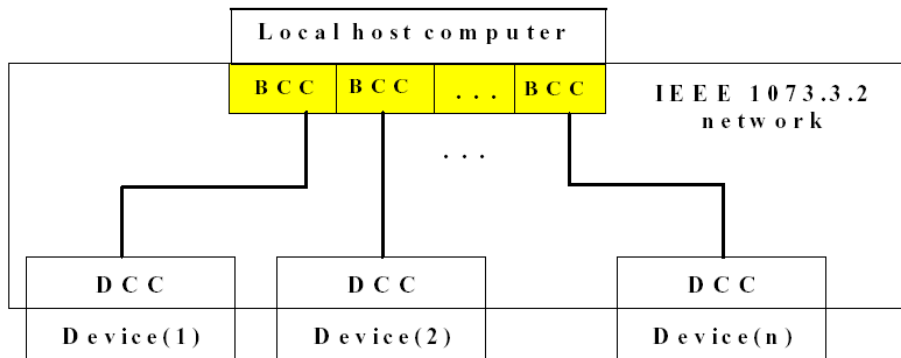 Local host computer
BCC BCC ... BCC
IEEE 1073.3.2
network
...
DCC DCC DCC
Device(1) Device(2) Device(n)